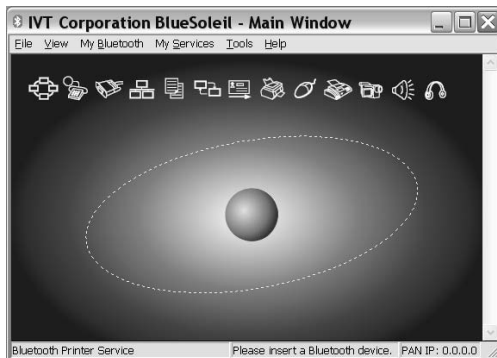 IVT Corporation BlueSoleil - Main Window
File View My Bluetooth My Services Tools Help
Bluetooth Printer Service Please insert a Bluetooth device. PAN IP: 0.0.0.0